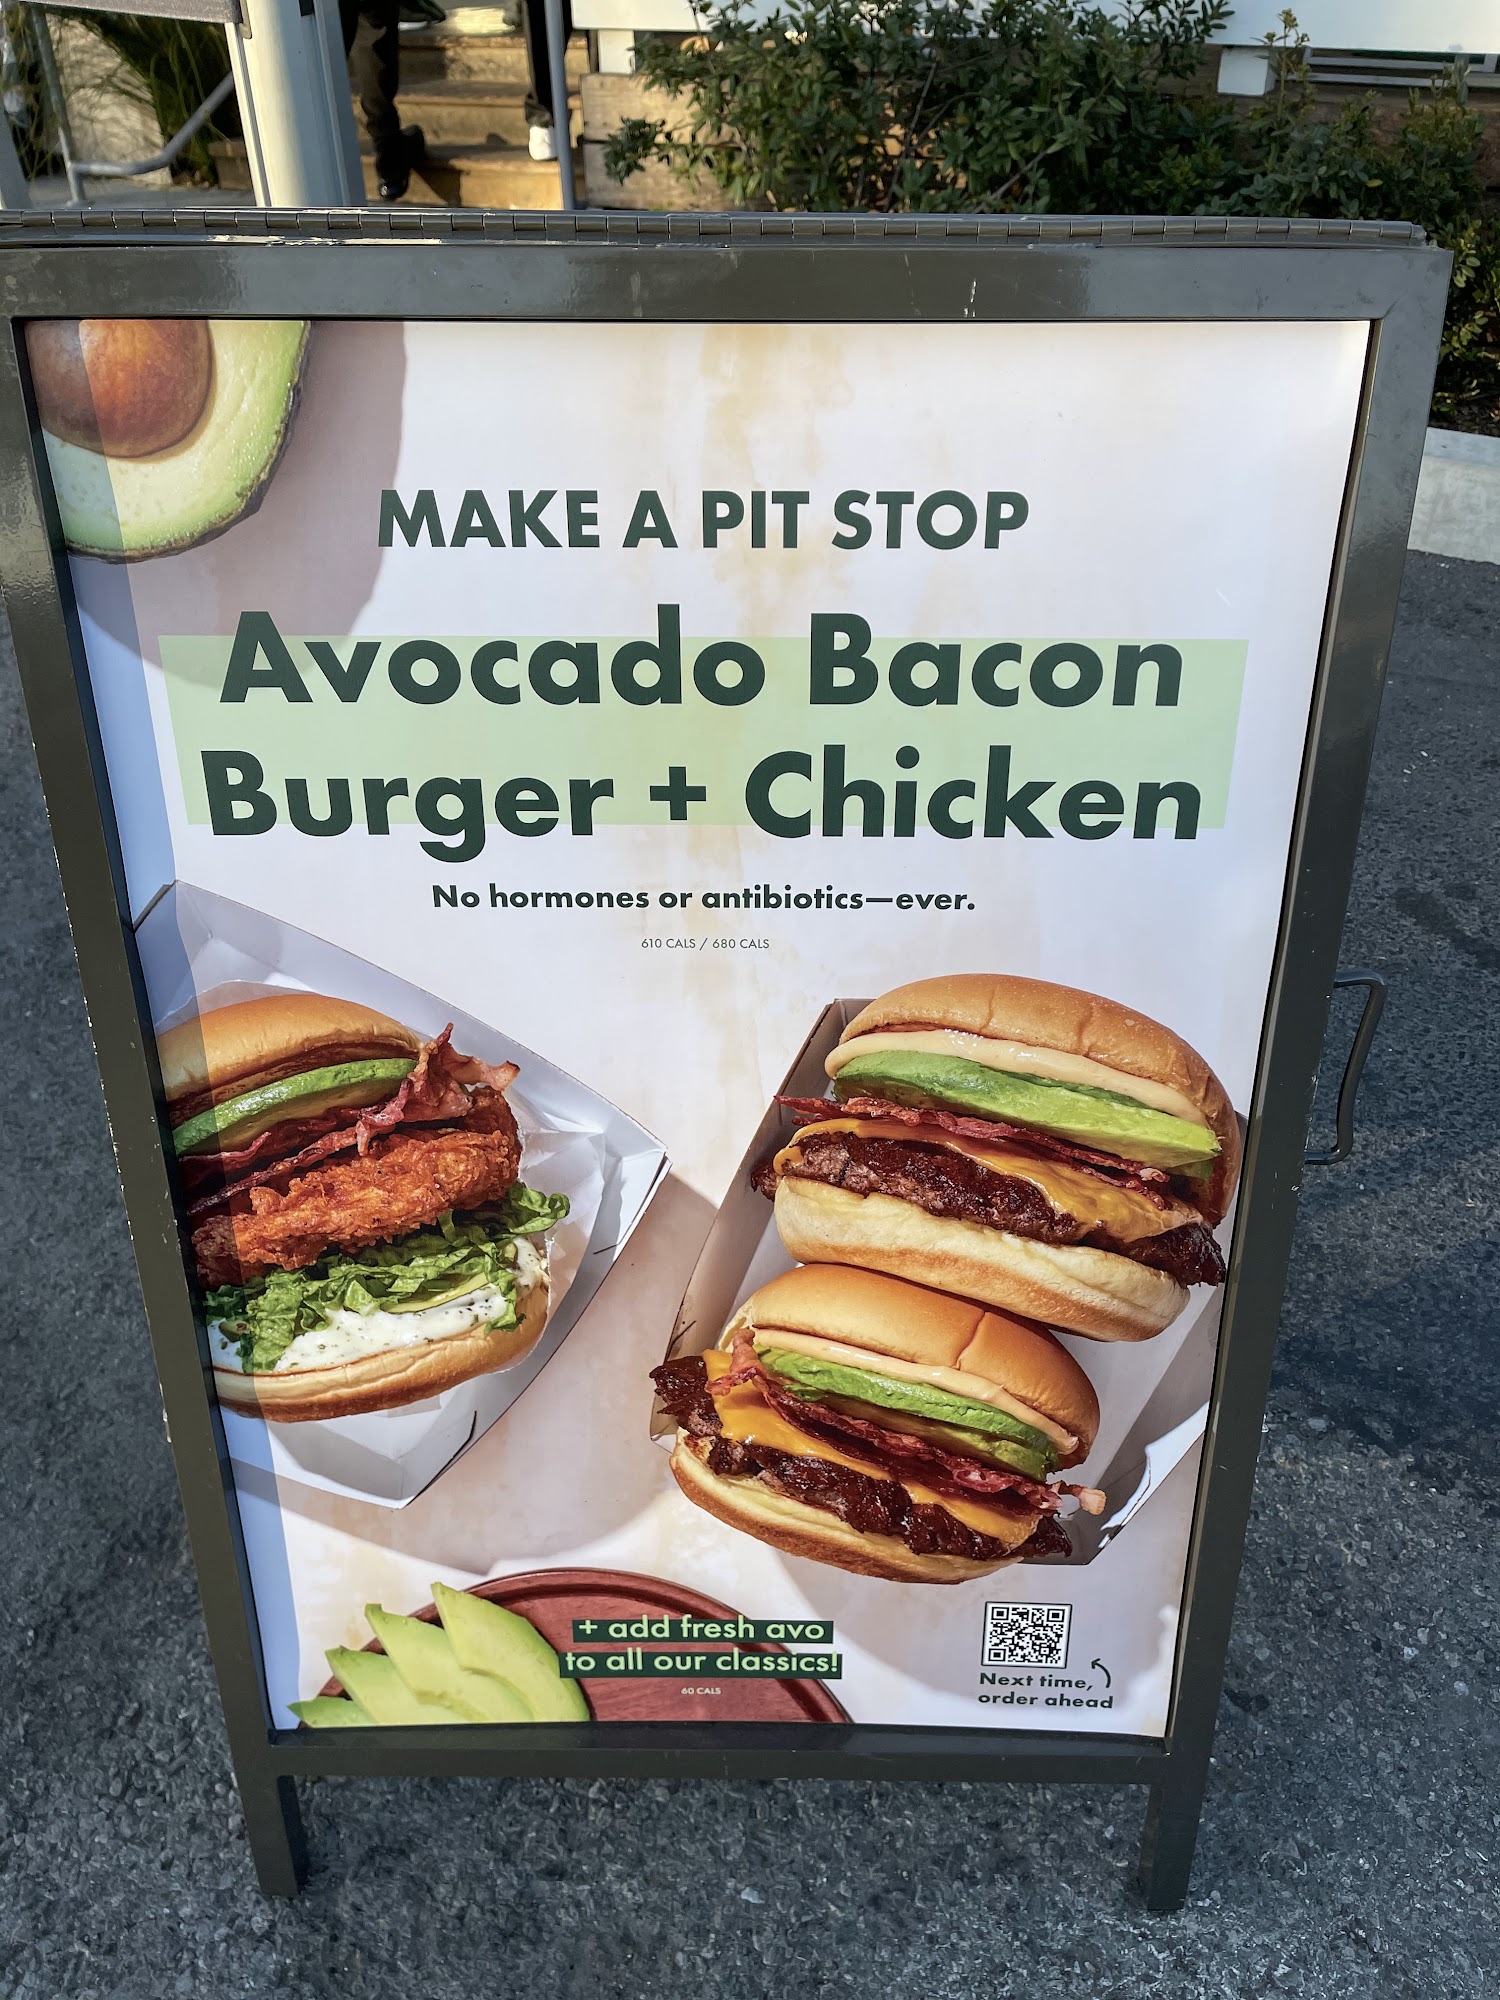 MAKE A PIT STOP
Avocado Bacon
Burger + Chicken
No hormones or antibiotics—ever.
610 CALS / 680 CALS
+ add fresh avo
to all our classics!
60 CALS
Next time,
order ahead